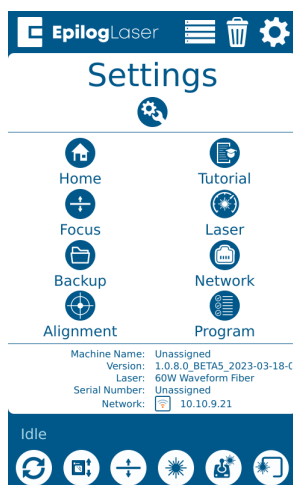 EpilogLaser
Settings
Home Tutorial
Focus Laser
Backup Network
Alignment Program
Machine Name: Unassigned
Version: 1.0.8.0_BETA5_2023-03-18-0
Laser: 60W Waveform Fiber
Serial Number: Unassigned
Network: 10.10.9.21
Idle